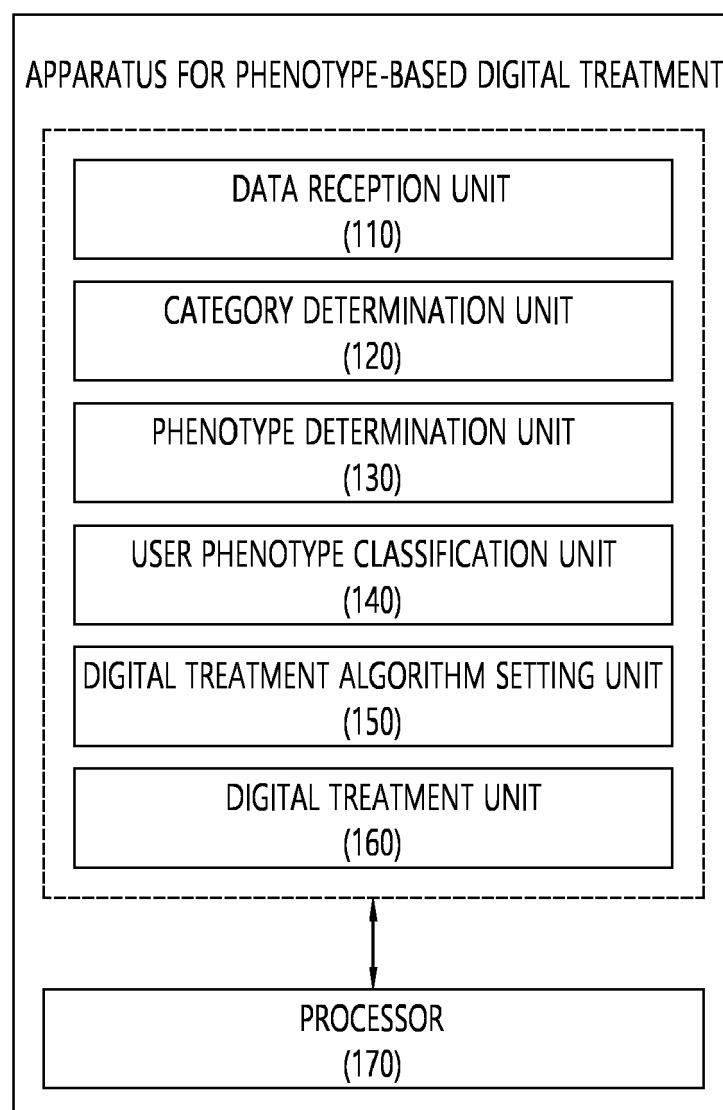 APPARATUS FOR PHENOTYPE-BASED DIGITAL TREATMENT
DATA RECEPTION UNIT
(110)
CATEGORY DETERMINATION UNIT
(120)
PHENOTYPE DETERMINATION UNIT
(130)
USER PHENOTYPE CLASSIFICATION UNIT
(140)
DIGITAL TREATMENT ALGORITHM SETTING UNIT
(150)
DIGITAL TREATMENT UNIT
(160)
PROCESSOR
(170)